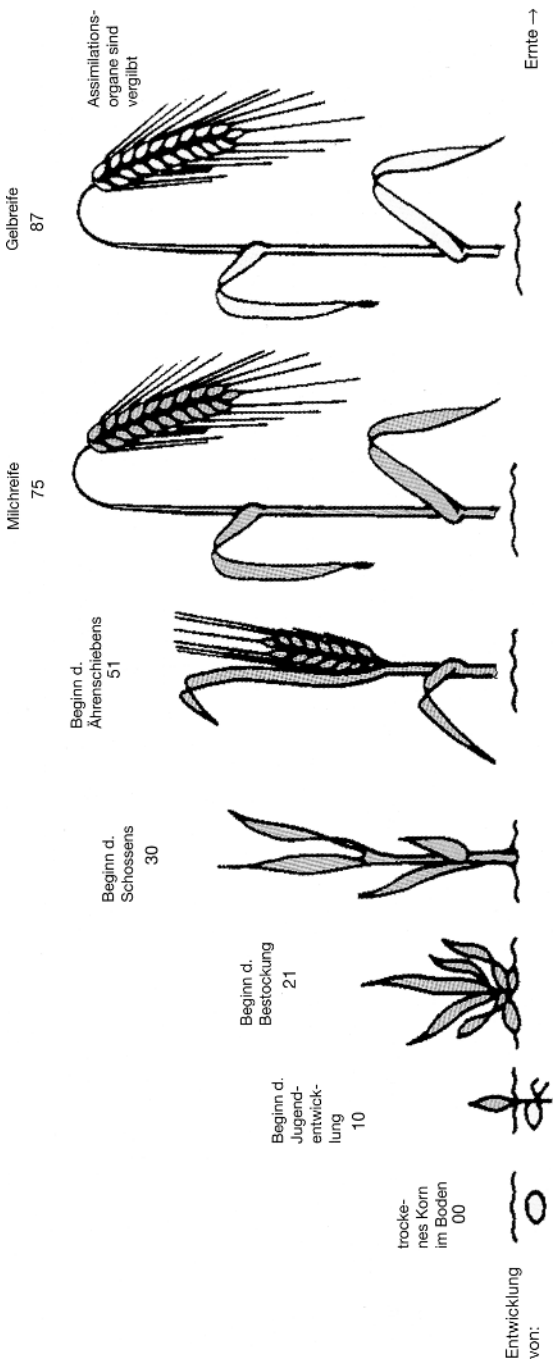 Entwicklung
von:
trocke-
nes Korn
im Boden
00
Beginn d.
Jugend-
entwick-
lung
10
Beginn d.
Bestockung
21
Beginn d.
Schossens
30
Beginn d.
Ährenschiebens
51
Milchreife
75
Gelbreife
87
Assimilations-
organe sind
vergilbt
Ernte →